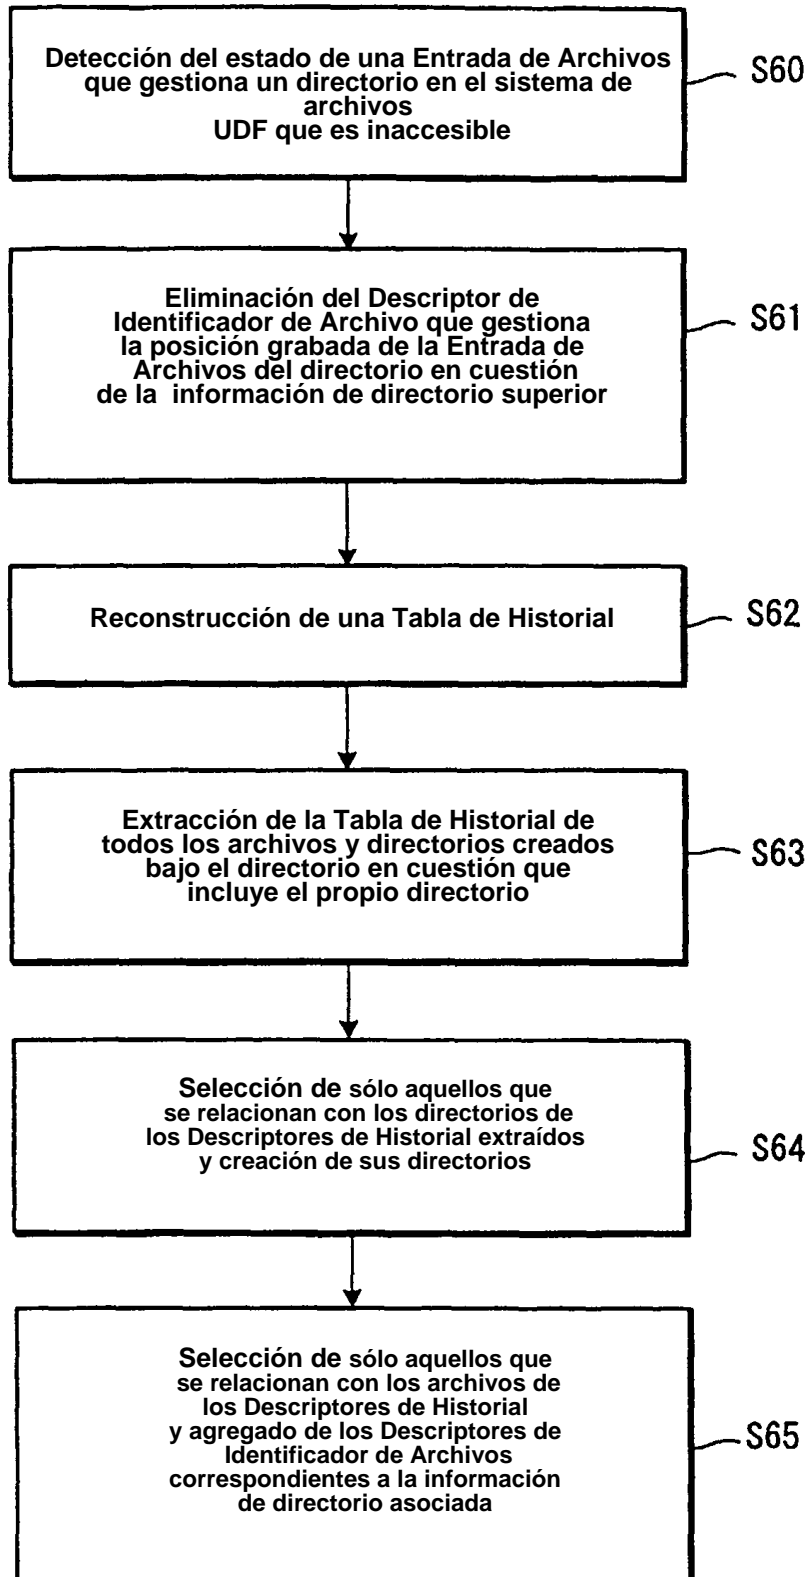 Detección del estado de una Entrada de Archivos
que gestiona un directorio en el sistema de
archivos
UDF que es inaccesible
S60
Eliminación del Descriptor de
Identificador de Archivo que gestiona
la posición grabada de la Entrada de
Archivos del directorio en cuestión
de la información de directorio superior
S61
Reconstrucción de una Tabla de Historial
S62
Extracción de la Tabla de Historial de
todos los archivos y directorios creados
bajo el directorio en cuestión que
incluye el propio directorio
S63
Selección de sólo aquellos que
se relacionan con los directorios de
los Descriptores de Historial extraídos
y creación de sus directorios
S64
Selección de sólo aquellos que
se relacionan con los archivos de
los Descriptores de Historial
y agregado de los Descriptores de
Identificador de Archivos
correspondientes a la información
de directorio asociada
S65